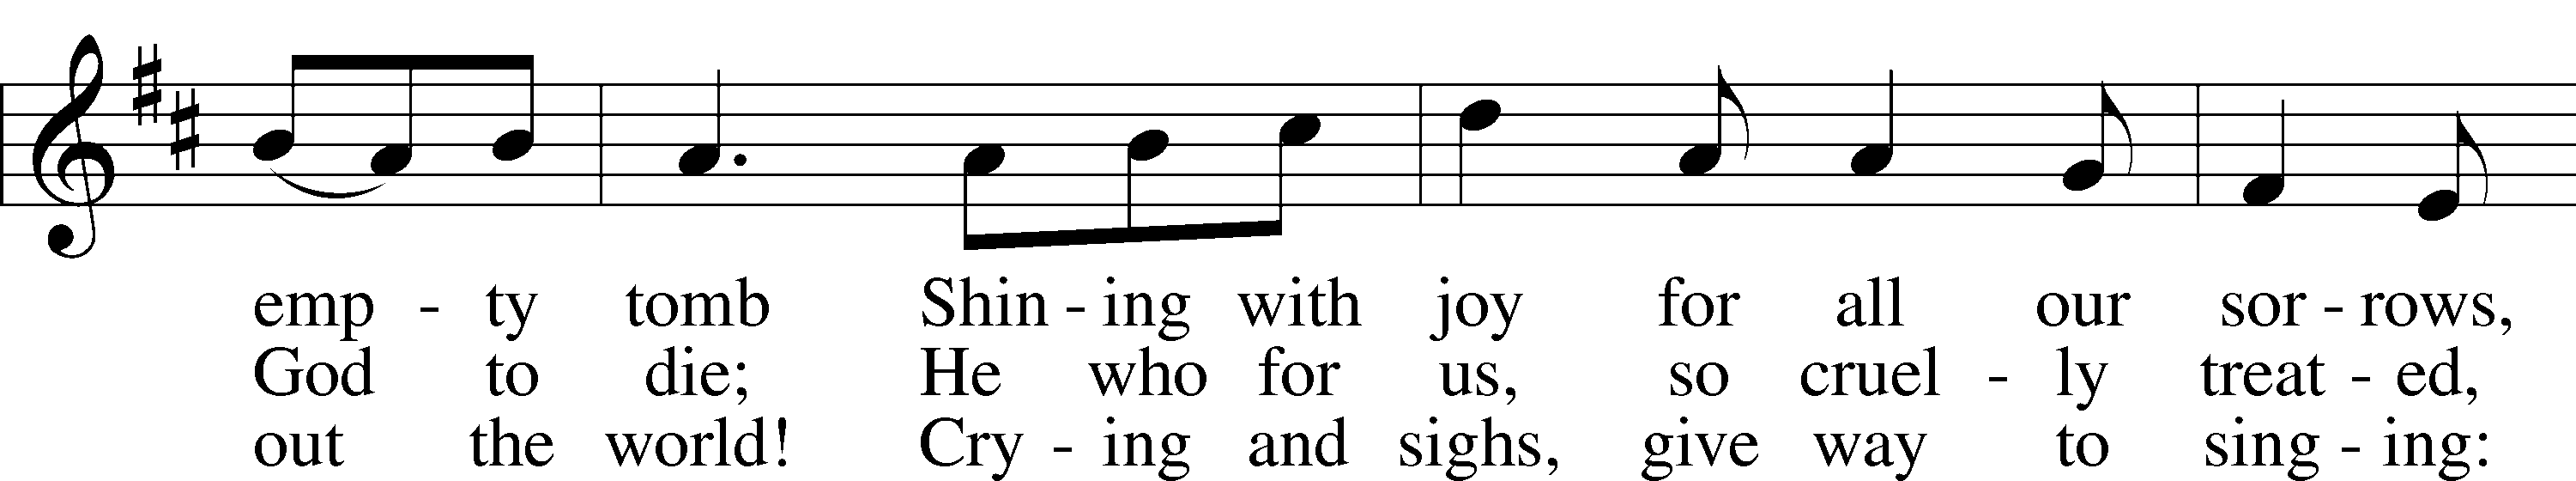 emp - ty tomb Shin - ing with joy for all our sor - rows,
God to die; He who for us, so cruel - ly treat - ed,
out the world! Cry - ing and sighs, give way to sing - ing: